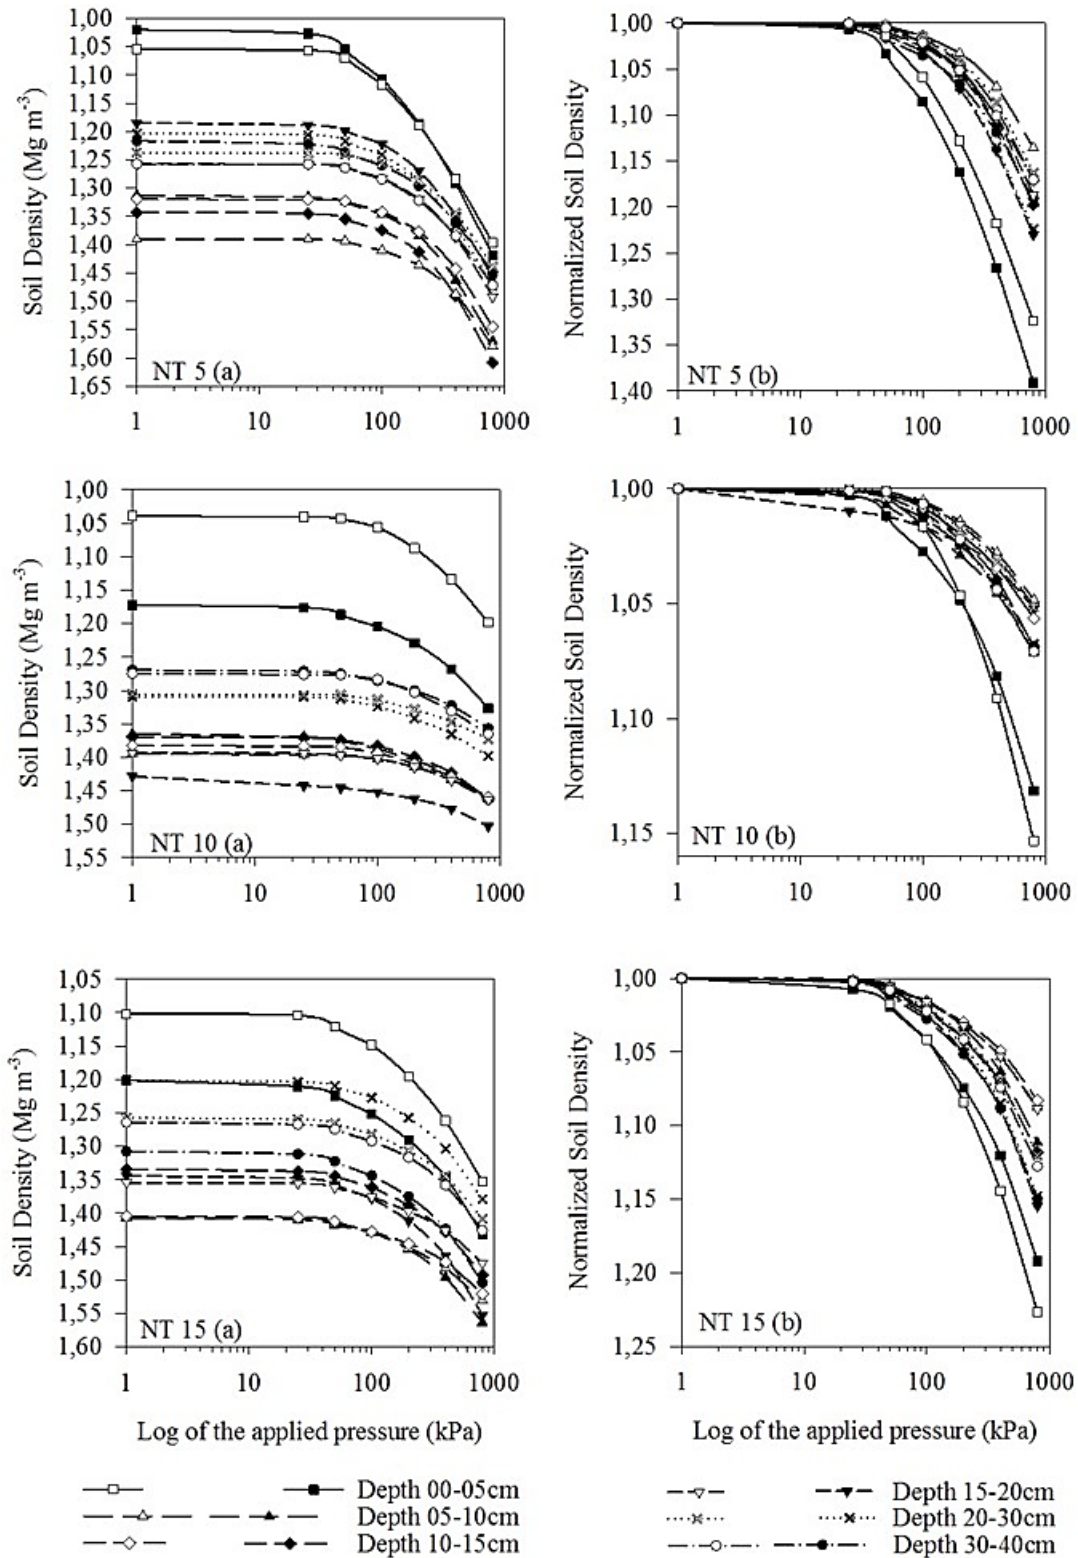 1,00
1,05
1,10
1,15
1,20
1,25
1,30
1,35
1,40
1,45
1,50
1,55
1,60
1,65
Soil Density (Mg m-3)
NT 5 (a)
1 10 100 1000
1,00
1,05
1,10
1,15
1,20
1,25
1,30
1,35
1,40
Normalized Soil Density
NT 5 (b)
1 10 100 1000
1,00
1,05
1,10
1,15
1,20
1,25
1,30
1,35
1,40
1,45
1,50
1,55
Soil Density (Mg m-3)
NT 10 (a)
1 10 100 1000
1,00
1,05
1,10
1,15
Normalized Soil Density
NT 10 (b)
1 10 100 1000
1,05
1,10
1,15
1,20
1,25
1,30
1,35
1,40
1,45
1,50
1,55
1,60
Soil Density (Mg m-3)
NT 15 (a)
1 10 100 1000
Log of the applied pressure (kPa)
1,00
1,05
1,10
1,15
1,20
1,25
Normalized Soil Density
NT 15 (b)
1 10 100 1000
Log of the applied pressure (kPa)
Depth 00-05cm
Depth 05-10cm
Depth 10-15cm
Depth 15-20cm
Depth 20-30cm
Depth 30-40cm